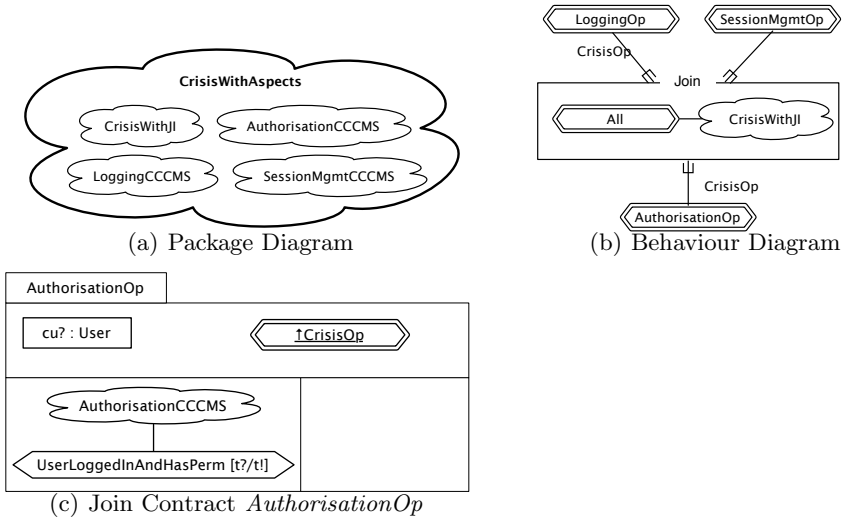 CrisisWithAspects
CrisisWithJI
AuthorisationCCCMS
LoggingCCCMS
SessionMgmtCCCMS
(a) Package Diagram
LoggingOp
SessionMgmtOp
CrisisOp
Join
All
CrisisWithJI
CrisisOp
AuthorisationOp
(b) Behaviour Diagram
AuthorisationOp
cu? : User
↑CrisisOp
AuthorisationCCCMS
UserLoggedInAndHasPerm [t?/t!]
(c) Join Contract AuthorisationOp